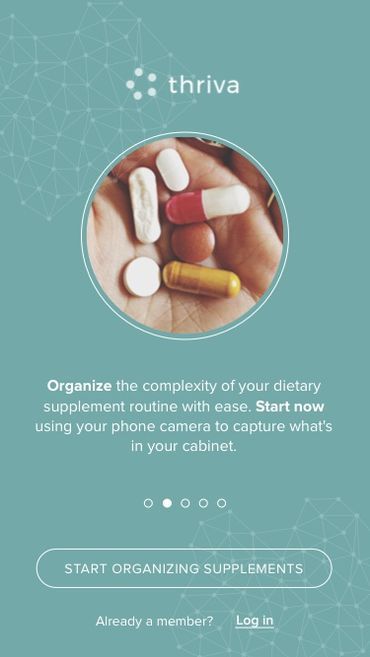 thriva
Organize the complexity of your dietary
supplement routine with ease. Start now
using your phone camera to capture what's
in your cabinet.
START ORGANIZING SUPPLEMENTS
Already a member? Log in